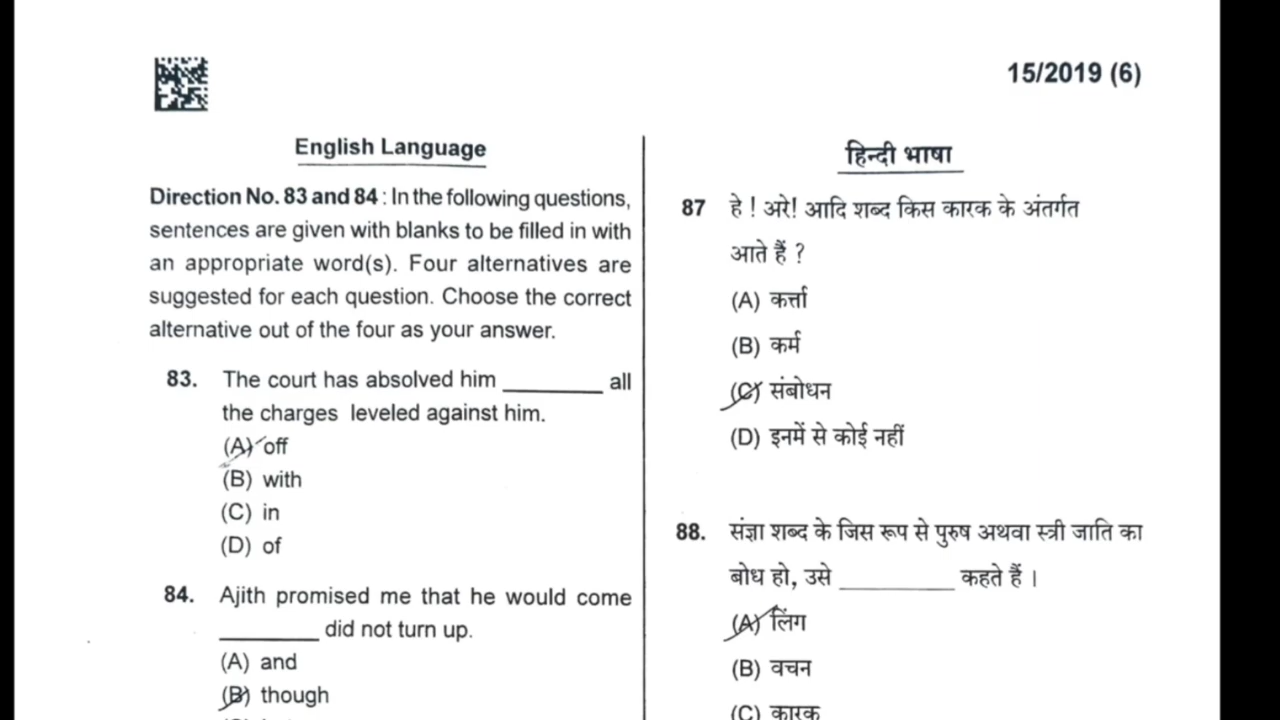 15/2019 (6)
English Language
Direction No. 83 and 84 : In the following questions,
sentences are given with blanks to be filled in with
an appropriate word(s). Four alternatives are
suggested for each question. Choose the correct
alternative out of the four as your answer.
83. The court has absolved him _________ all
the charges leveled against him.
(A) off
(B) with
(C) in
(D) of
84. Ajith promised me that he would come
_________ did not turn up.
(A) and
(B) though
हिन्दी भाषा
87 हे ! अरे! आदि शब्द किस कारक के अंतर्गत
आते हैं ?
(A) कर्त्ता
(B) कर्म
(C) संबोधन
(D) इनमें से कोई नहीं
88. संज्ञा शब्द के जिस रूप से पुरुष अथवा स्त्री जाति का
बोध हो, उसे __________ कहते हैं ।
(A) लिंग
(B) वचन
(C) कारक